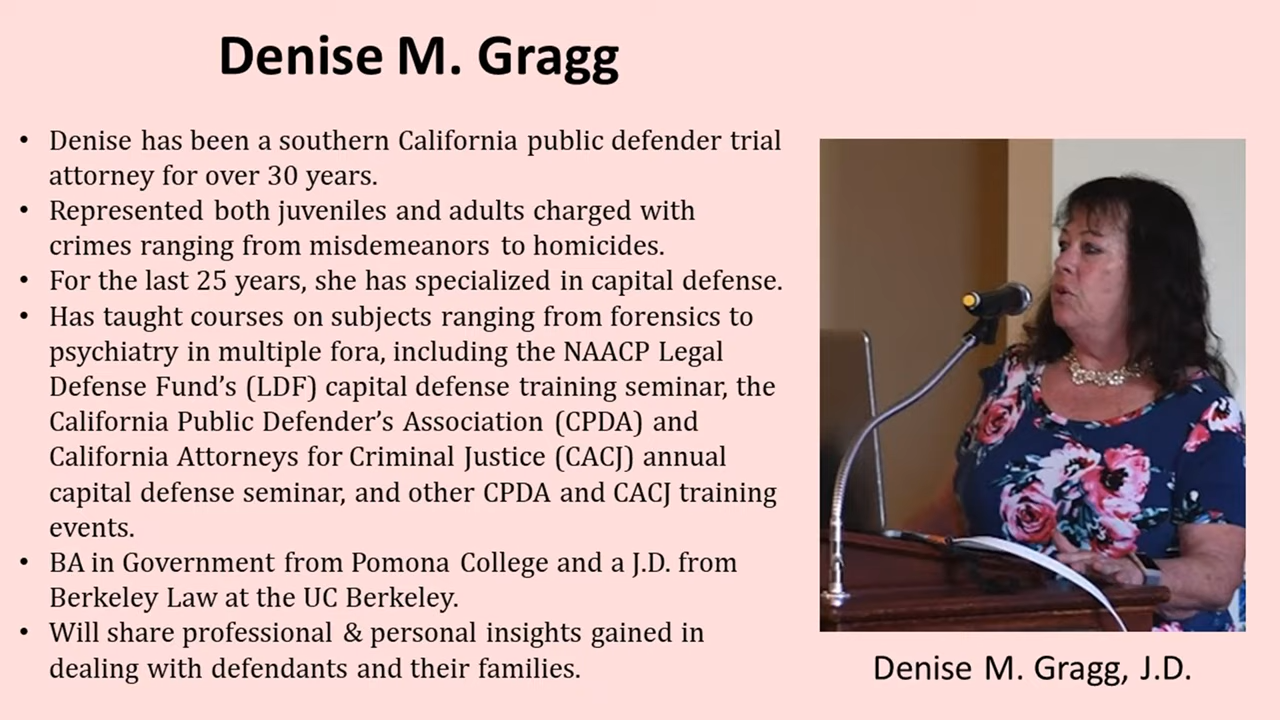 Denise M. Gragg
• Denise has been a southern California public defender trial
attorney for over 30 years.
• Represented both juveniles and adults charged with
crimes ranging from misdemeanors to homicides.
• For the last 25 years, she has specialized in capital defense.
• Has taught courses on subjects ranging from forensics to
psychiatry in multiple fora, including the NAACP Legal
Defense Fund’s (LDF) capital defense training seminar, the
California Public Defender’s Association (CPDA) and
California Attorneys for Criminal Justice (CACJ) annual
capital defense seminar, and other CPDA and CACJ training
events.
• BA in Government from Pomona College and a J.D. from
Berkeley Law at the UC Berkeley.
• Will share professional & personal insights gained in
dealing with defendants and their families.
Denise M. Gragg, J.D.